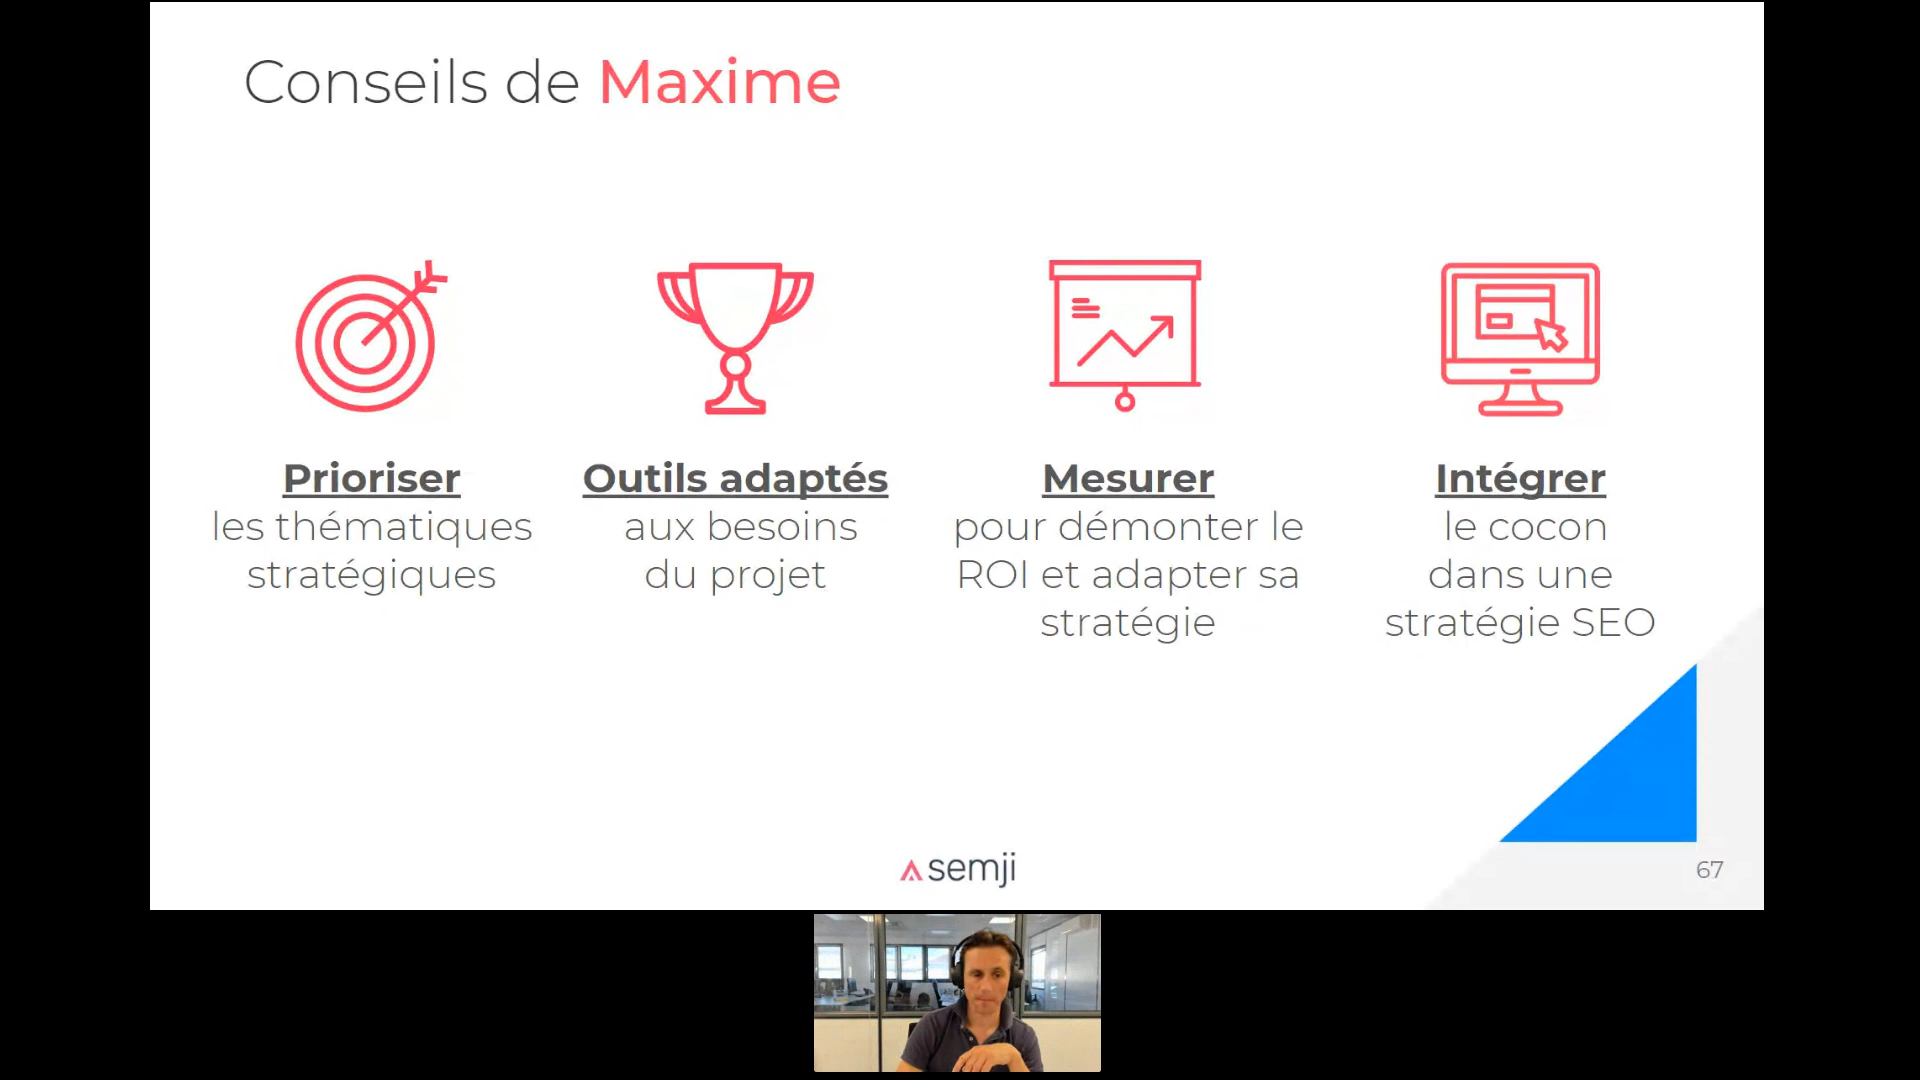 Conseils de Maxime
Prioriser
les thématiques
stratégiques
Outils adaptés
aux besoins
du projet
Mesurer
pour démonter le
ROI et adapter sa
stratégie
Intégrer
le cocon
dans une
stratégie SEO
semji
67